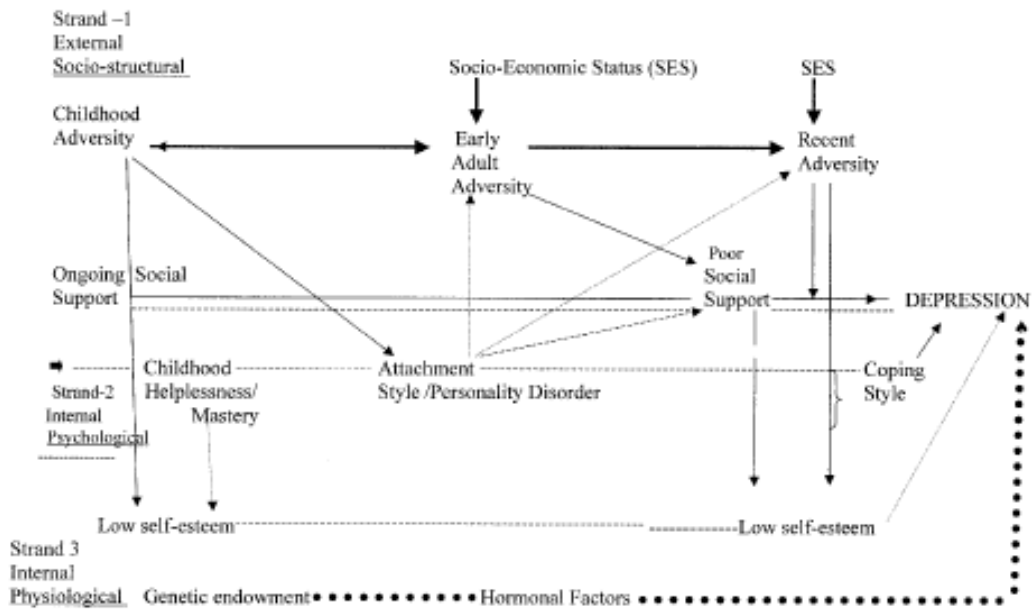 Strand –1
External
Socio-structural
Socio-Economic Status (SES)
SES
Childhood
Adversity
Early
Adult
Adversity
Recent
Adversity
Ongoing Social
Support
Poor
Social
Support
DEPRESSION
Childhood
Helplessness/
Mastery
Attachment
Style /Personality Disorder
Coping
Style
Strand-2
Internal
Psychological
Low self-esteem
Low self-esteem
Strand 3
Internal
Physiological
Genetic endowment
Hormonal Factors